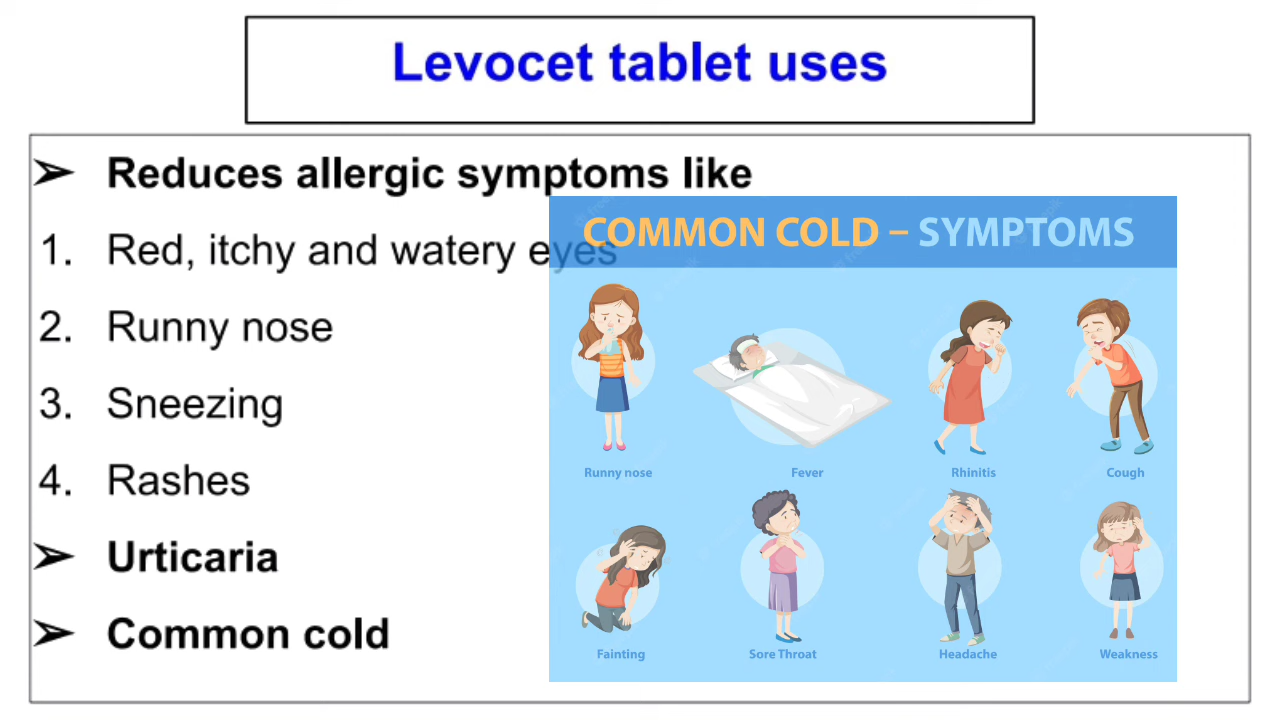 Levocet tablet uses
➢ Reduces allergic symptoms like
1. Red, itchy and watery eyes
2. Runny nose
3. Sneezing
4. Rashes
➢ Urticaria
➢ Common cold
COMMON COLD – SYMPTOMS
Runny nose
Fever
Rhinitis
Cough
Fainting
Sore Throat
Headache
Weakness